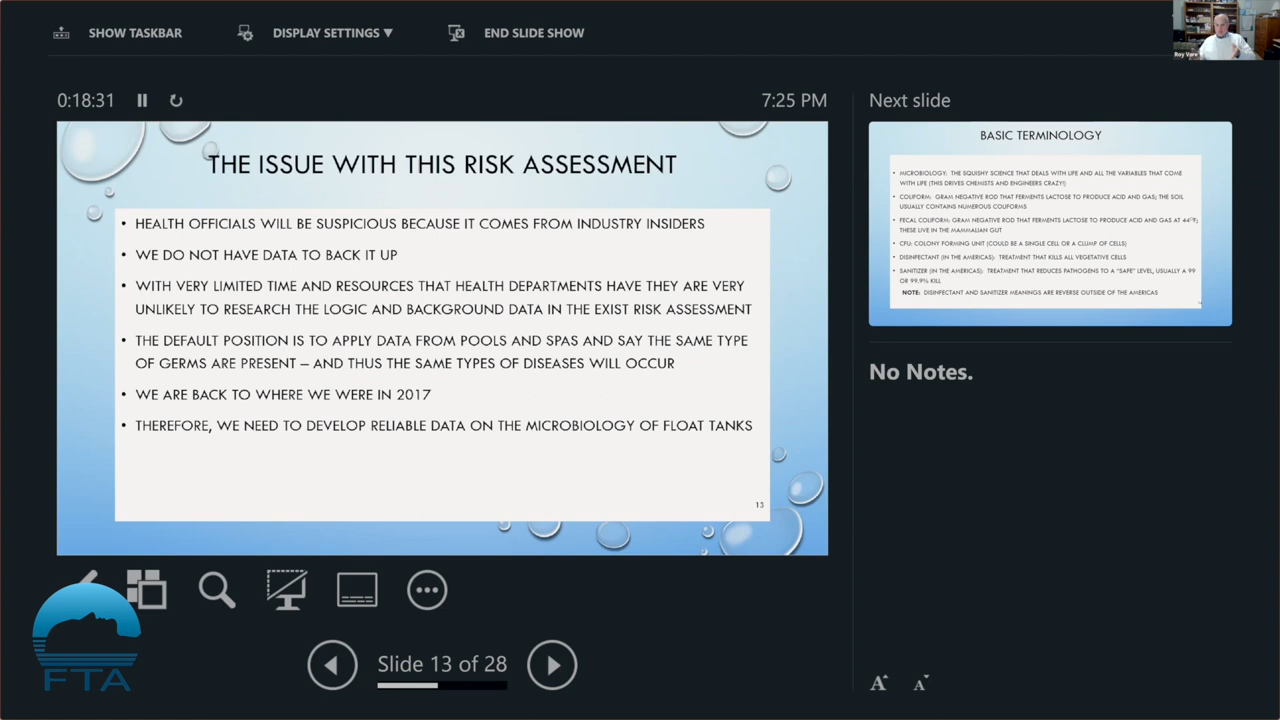 SHOW TASKBAR
DISPLAY SETTINGS ▼
END SLIDE SHOW
Roy Vore
0:18:31
7:25 PM
THE ISSUE WITH THIS RISK ASSESSMENT
• HEALTH OFFICIALS WILL BE SUSPICIOUS BECAUSE IT COMES FROM INDUSTRY INSIDERS
• WE DO NOT HAVE DATA TO BACK IT UP
• WITH VERY LIMITED TIME AND RESOURCES THAT HEALTH DEPARTMENTS HAVE THEY ARE VERY
UNLIKELY TO RESEARCH THE LOGIC AND BACKGROUND DATA IN THE EXIST RISK ASSESSMENT
• THE DEFAULT POSITION IS TO APPLY DATA FROM POOLS AND SPAS AND SAY THE SAME TYPE
OF GERMS ARE PRESENT – AND THUS THE SAME TYPES OF DISEASES WILL OCCUR
• WE ARE BACK TO WHERE WE WERE IN 2017
• THEREFORE, WE NEED TO DEVELOP RELIABLE DATA ON THE MICROBIOLOGY OF FLOAT TANKS
13
Next slide
BASIC TERMINOLOGY
• MICROBIOLOGY: THE SQUISHY SCIENCE THAT DEALS WITH LIFE AND ALL THE VARIABLES THAT COME
WITH LIFE (THIS DRIVES CHEMISTS AND ENGINEERS CRAZY!)
• COLIFORM: GRAM NEGATIVE ROD THAT FERMENTS LACTOSE TO PRODUCE ACID AND GAS; THE SOIL
USUALLY CONTAINS NUMEROUS COLIFORMS
• FECAL COLIFORM: GRAM NEGATIVE ROD THAT FERMENTS LACTOSE TO PRODUCE ACID AND GAS AT 44°F;
THESE LIVE IN THE MAMMALIAN GUT
• CFU: COLONY FORMING UNIT (COULD BE A SINGLE CELL OR A CLUMP OF CELLS)
• DISINFECTANT (IN THE AMERICAS): TREATMENT THAT KILLS ALL VEGETATIVE CELLS
• SANITIZER (IN THE AMERICAS): TREATMENT THAT REDUCES PATHOGENS TO A "SAFE" LEVEL, USUALLY A 99
OR 99.9% KILL
NOTE: DISINFECTANT AND SANITIZER MEANINGS ARE REVERSE OUTSIDE OF THE AMERICAS
No Notes.
FTA
Slide 13 of 28
A A